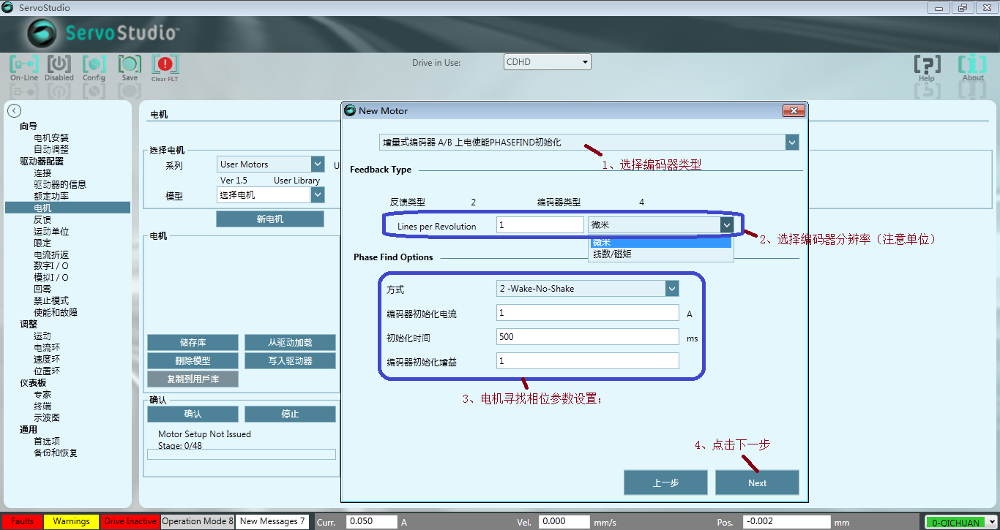 ServoStudio
ServoStudio™
On-Line
Disabled
Config
Save
Clear FLT
Drive in Use:
CDHD
Help
About
向导
电机安装
自动调整
驱动器配置
连接
驱动器的信息
额定功率
电机
反馈
运动单位
限定
电流折返
数字I / O
模拟I / O
回零
禁止模式
使能和故障
调整
运动
电流环
速度环
位置环
仪表板
专家
终端
示波图
通用
首选项
备份和恢复
电机
选择电机
系列
User Motors
U
Ver 1.5
User Library
模型
选择电机
新电机
电机
储存库
从驱动加载
删除模型
写入驱动器
复制到用戶库
确认
确认
停止
Motor Setup Not Issued
Stage: 0/48
New Motor
增量式编码器 A/B 上电使能PHASEFIND初始化
1、选择编码器类型
Feedback Type
反馈类型
2
编码器类型
4
Lines per Revolution
1
微米
微米
线数/磁矩
2、选择编码器分辨率（注意单位）
Phase Find Options
方式
2 -Wake-No-Shake
编码器初始化电流
1
A
初始化时间
500
ms
编码器初始化增益
1
3、电机寻找相位参数设置；
4、点击下一步
上一步
Next
Faults
Warnings
Drive Inactive
Operation Mode 8
New Messages 7
Curr.
0.050
A
Vel.
0.000
mm/s
Pos.
-0.002
mm
0-QICHUAN